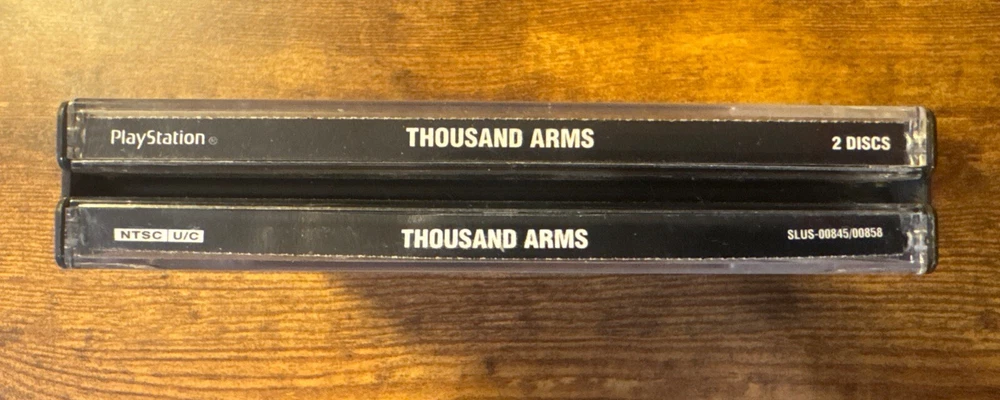 PlayStation® THOUSAND ARMS 2 DISCS
NTSC U/C THOUSAND ARMS SLUS-00845/00858